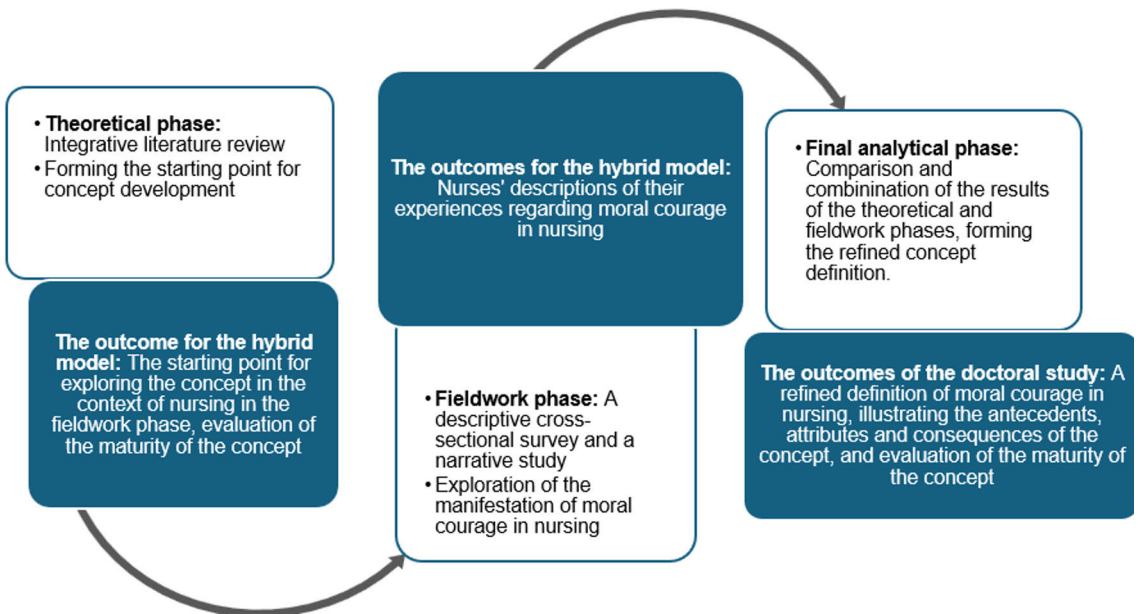 • Theoretical phase:
Integrative literature review
• Forming the starting point for
concept development
The outcome for the hybrid
model: The starting point for
exploring the concept in the
context of nursing in the
fieldwork phase, evaluation of
the maturity of the concept
The outcomes for the hybrid model:
Nurses' descriptions of their
experiences regarding moral courage
in nursing
• Fieldwork phase: A
descriptive cross-
sectional survey and a
narrative study
• Exploration of the
manifestation of moral
courage in nursing
• Final analytical phase:
Comparison and
combinination of the results
of the theoretical and
fieldwork phases, forming
the refined concept
definition.
The outcomes of the doctoral study: A
refined definition of moral courage in
nursing, illustrating the antecedents,
attributes and consequences of the
concept, and evaluation of the maturity of
the concept